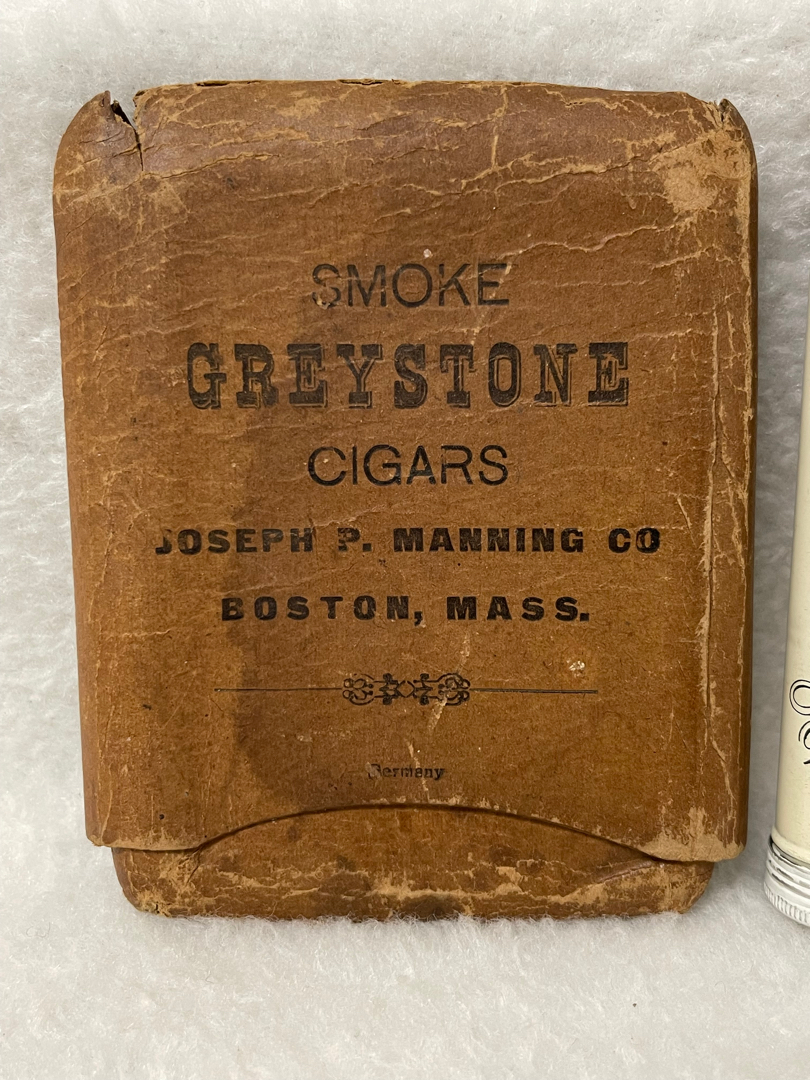 SMOKE
GREYSTONE
CIGARS
JOSEPH P. MANNING CO
BOSTON, MASS.
Germany